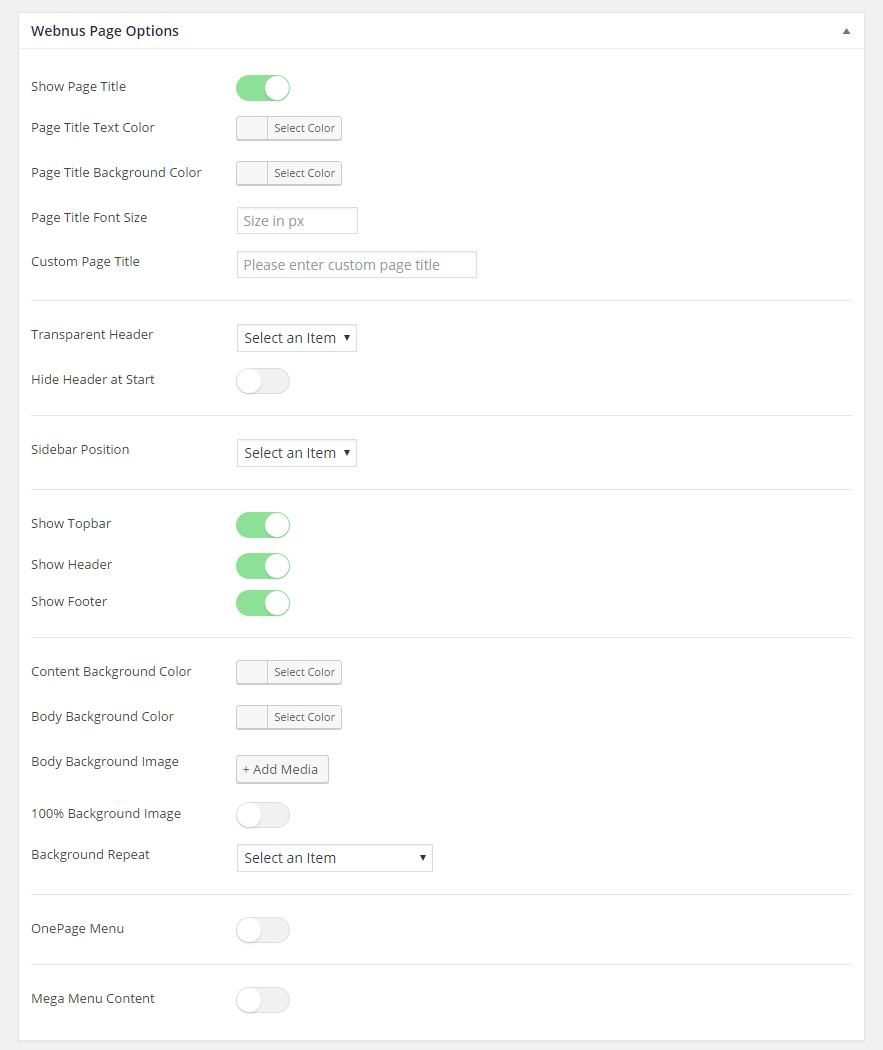 Webnus Page Options
Show Page Title
Page Title Text Color Select Color
Page Title Background Color Select Color
Page Title Font Size Size in px
Custom Page Title Please enter custom page title
Transparent Header Select an Item
Hide Header at Start
Sidebar Position Select an Item
Show Topbar
Show Header
Show Footer
Content Background Color Select Color
Body Background Color Select Color
Body Background Image + Add Media
100% Background Image
Background Repeat Select an Item
OnePage Menu
Mega Menu Content